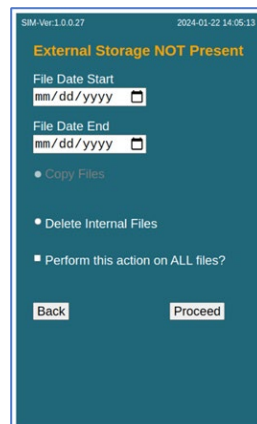 SIM-Ver:1.0.0.27 2024-01-22 14:05:13
External Storage NOT Present
File Date Start
mm/dd/yyyy
File Date End
mm/dd/yyyy
Copy Files
Delete Internal Files
Perform this action on ALL files?
Back Proceed